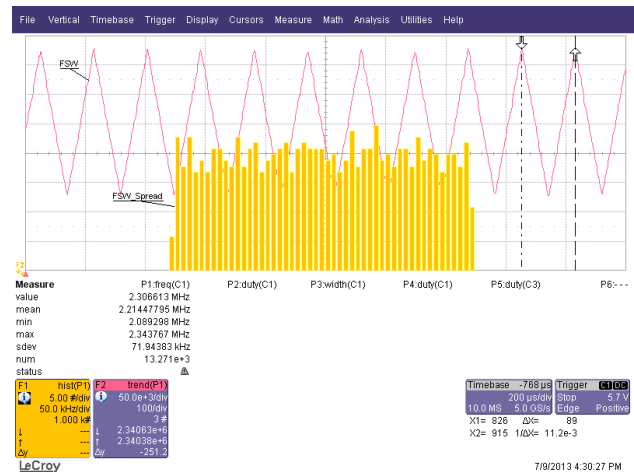 File Vertical Timebase Trigger Display Cursors Measure Math Analysis Utilities Help
FSW
FSW_Spread
F2
Measure P1:freq(C1) P2:duty(C1) P3:width(C1) P4:duty(C1) P5:duty(C3) P6:- - -
value 2.306613 MHz
mean 2.21447795 MHz
min 2.089298 MHz
max 2.343767 MHz
sdev 71.94383 kHz
num 13.271e+3
status
F1 hist(P1) F2 trend(P1) Timebase -768 µs Trigger C1 DC
5.00 #/div 50.0e+3/div 200 µs/div Stop 5.7 V
50.0 kHz/div 100/div 10.0 MS 5.0 GS/s Edge Positive
1.000 k# 3 # X1= 826 ΔX= 89
↓ --- ↓ 2.34063e+6 X2= 915 1/ΔX= 11.2e-3
↑ --- ↑ 2.34038e+6
Δy --- Δy -251.2
LeCroy 7/9/2013 4:30:27 PM